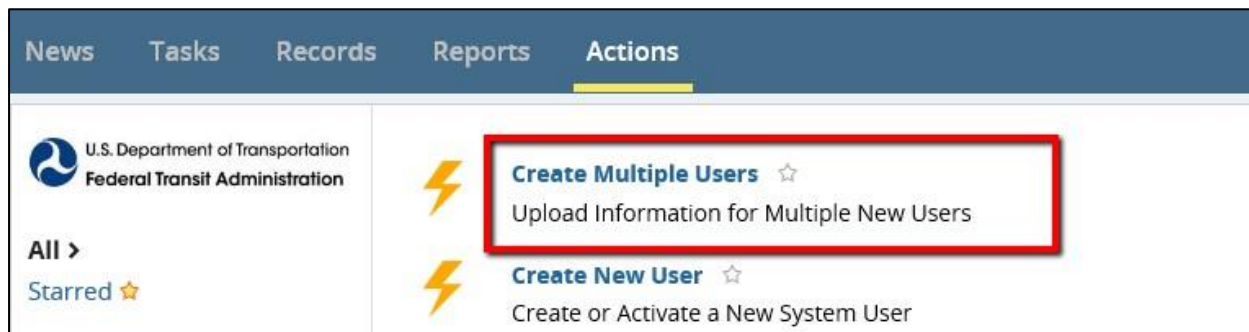 News Tasks Records Reports Actions
U.S. Department of Transportation
Federal Transit Administration
All >
Starred
Create Multiple Users
Upload Information for Multiple New Users
Create New User
Create or Activate a New System User